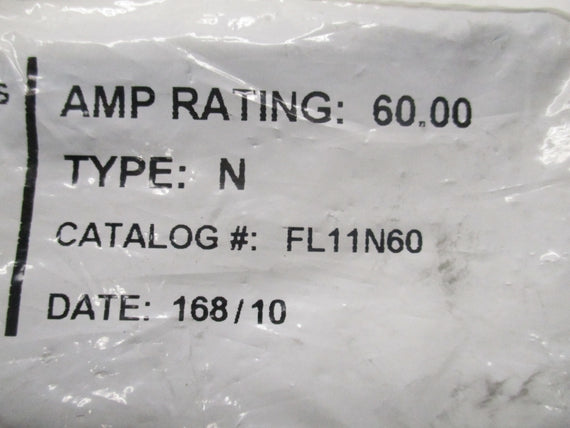 AMP RATING: 60.00
TYPE: N
CATALOG #: FL11N60
DATE: 168/10